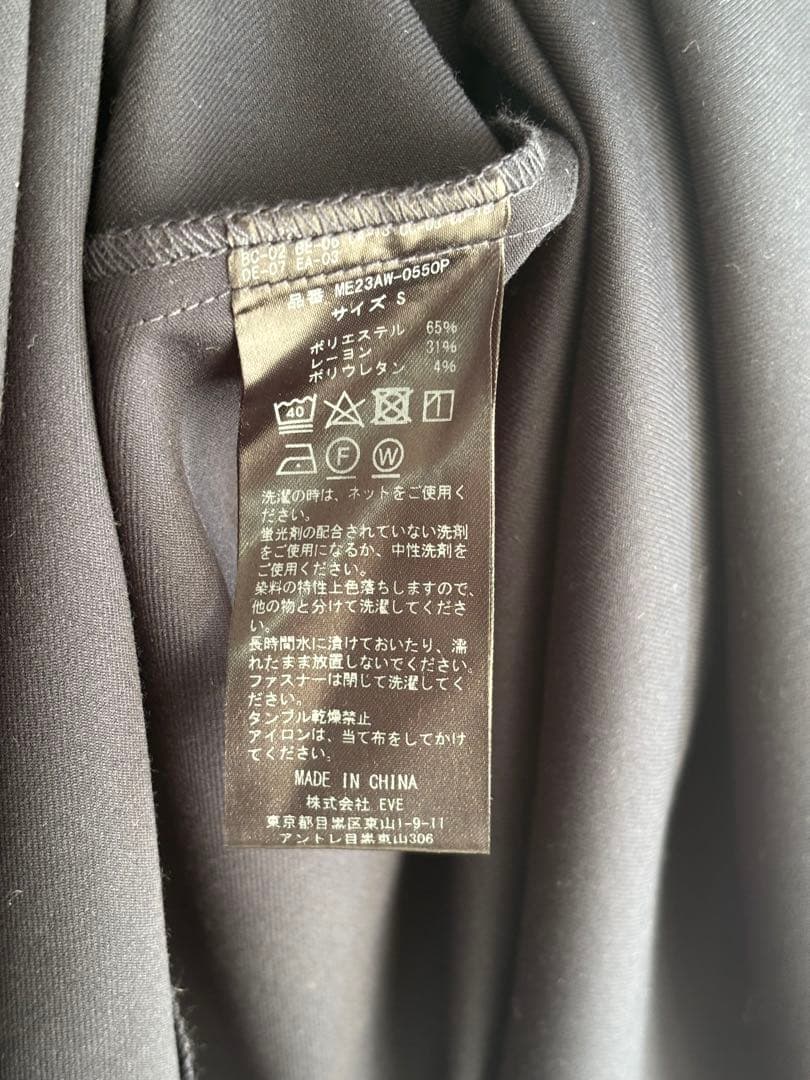 BC-02
DE-07 EA-03
品番 ME23AW-0550P
サイズ S
ポリエステル 65%
レーヨン 31%
ポリウレタン 4%
40
F W
洗濯の時は、ネットをご使用く
ださい。
蛍光剤の配合されていない洗剤
をご使用になるか、中性洗剤を
ご使用ください。
染料の特性上色落ちしますので、
他の物と分けて洗濯してくださ
い。
長時間水に漬けておいたり、濡
れたまま放置しないでください。
ファスナーは閉じて洗濯してく
ださい。
タンブル乾燥禁止
アイロンは、当て布をしてかけ
てください。
MADE IN CHINA
株式会社 EVE
東京都目黒区東山1-9-11
アントレ目黒東山306